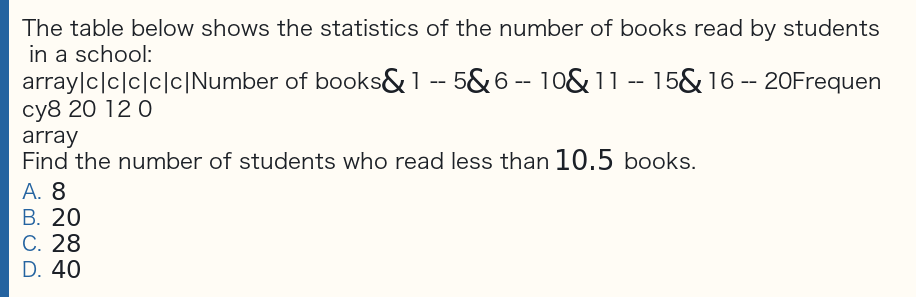 The table below shows the statistics of the number of books read by students
in a school:
array|c|c|c|c|c|Number of books& 1 -- 5& 6 -- 10& 11 -- 15& 16 -- 20Frequen
cy8 20 12 0
array
Find the number of students who read less than 10.5 books.
A. 8
B. 20
C. 28
D. 40